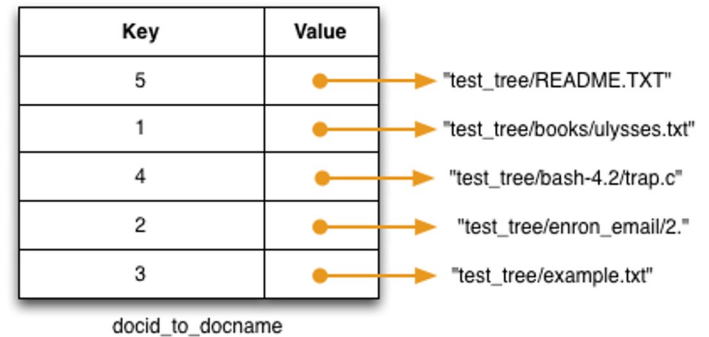 Key Value
5 "test_tree/README.TXT"
1 "test_tree/books/ulysses.txt"
4 "test_tree/bash-4.2/trap.c"
2 "test_tree/enron_email/2."
3 "test_tree/example.txt"
docid_to_docname